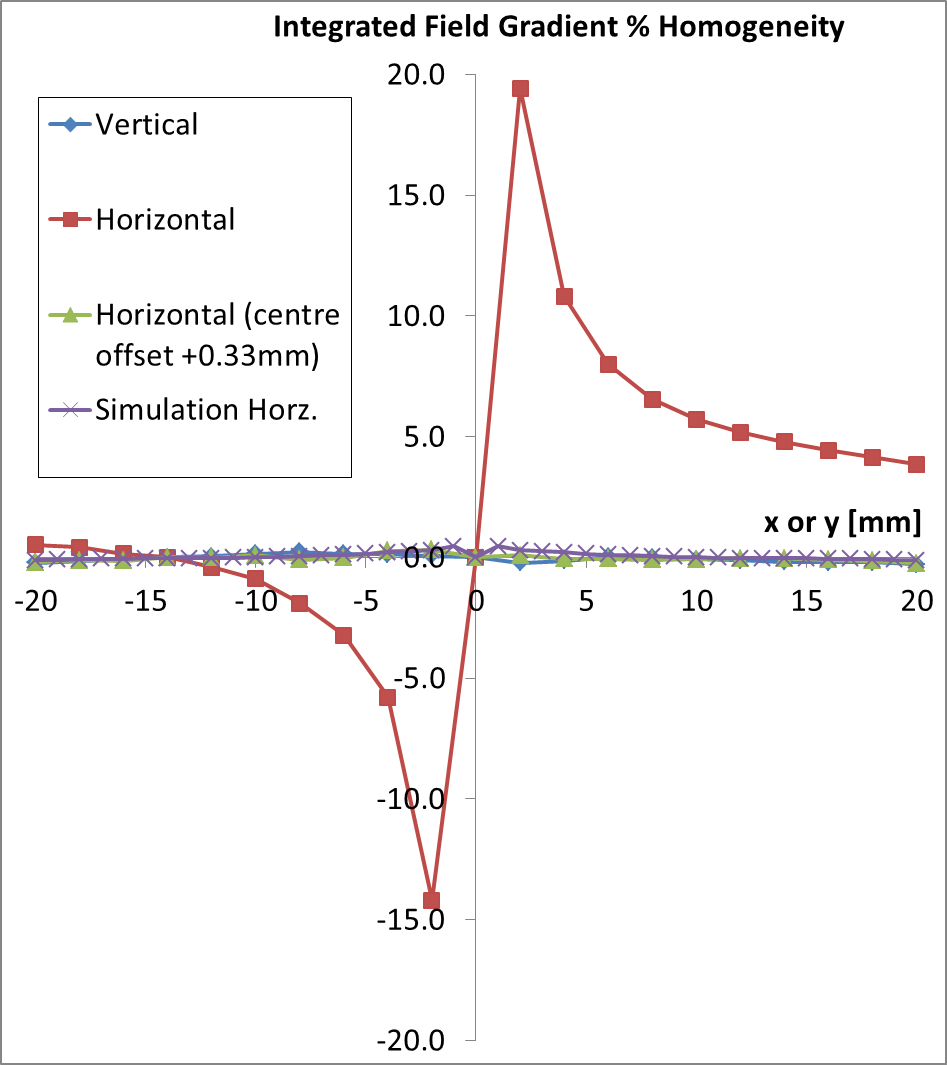 Integrated Field Gradient % Homogeneity
20.0
Vertical
15.0
Horizontal
10.0
Horizontal (centre
offset +0.33mm)
Simulation Horz.
5.0
x or y [mm]
0.0
-20 -15 -10 -5 0 5 10 15 20
-5.0
-10.0
-15.0
-20.0